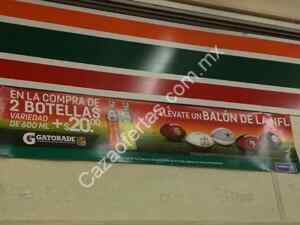 EN LA COMPRA DE
2 BOTELLAS
VARIEDAD
DE 600 ML + $20.00
GATORADE
LLÉVATE UN BALÓN DE LA NFL
Cazaofertas.com.mx